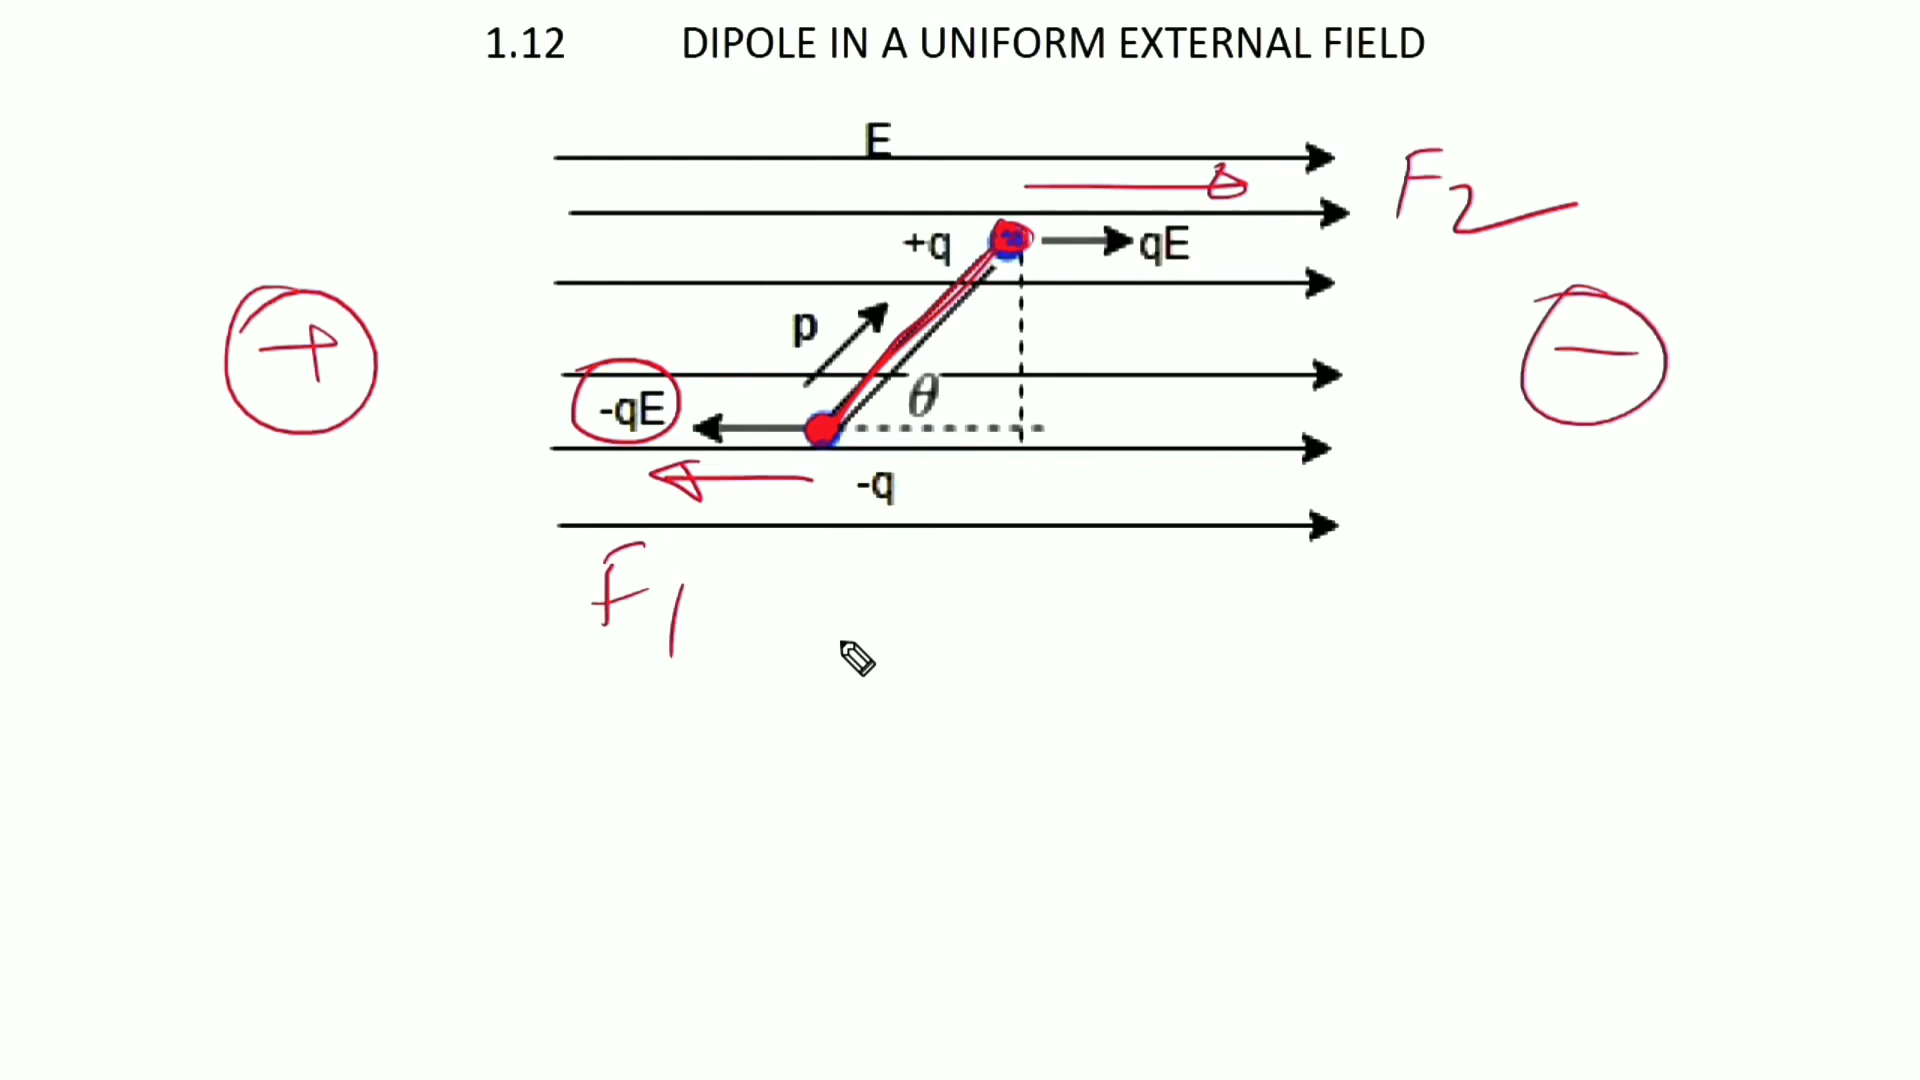 1.12 DIPOLE IN A UNIFORM EXTERNAL FIELD
E
F2
+q qE
p
+ −
-qE θ
-q
F1